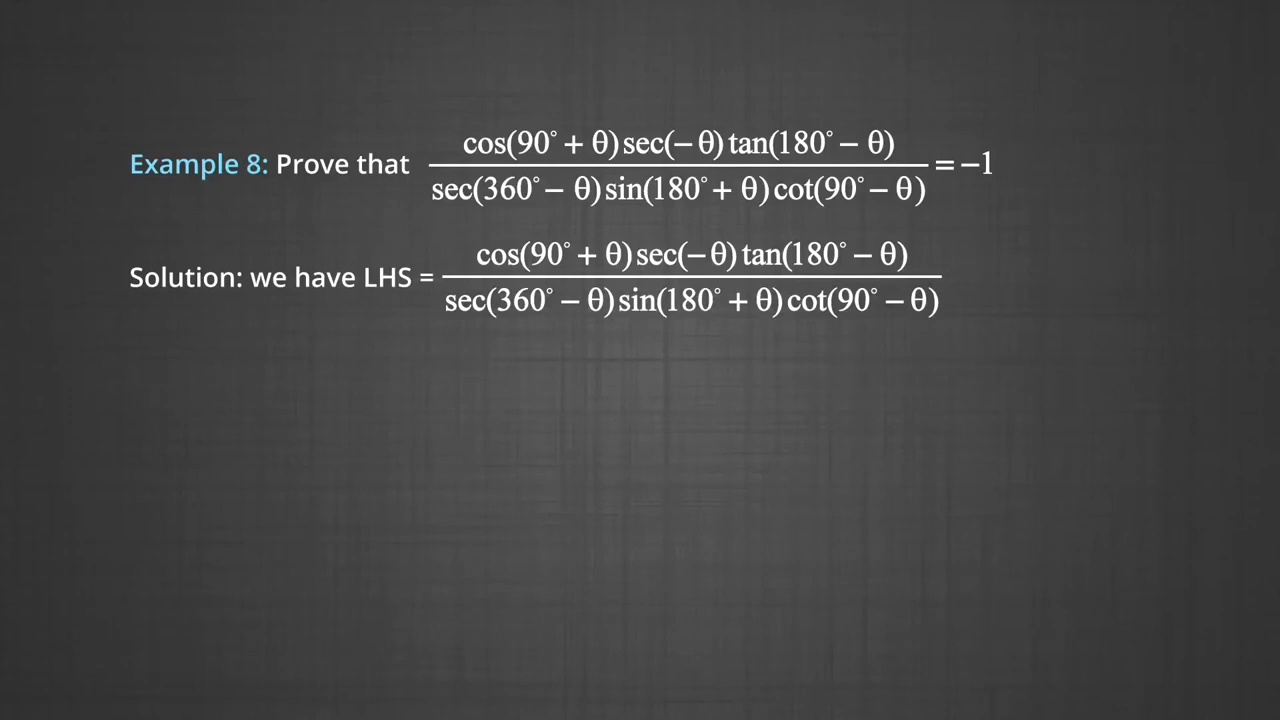 Example 8: Prove that cos(90° + θ) sec(− θ) tan(180° − θ) / sec(360° − θ) sin(180° + θ) cot(90° − θ) = −1
Solution: we have LHS = cos(90° + θ) sec(− θ) tan(180° − θ) / sec(360° − θ) sin(180° + θ) cot(90° − θ)